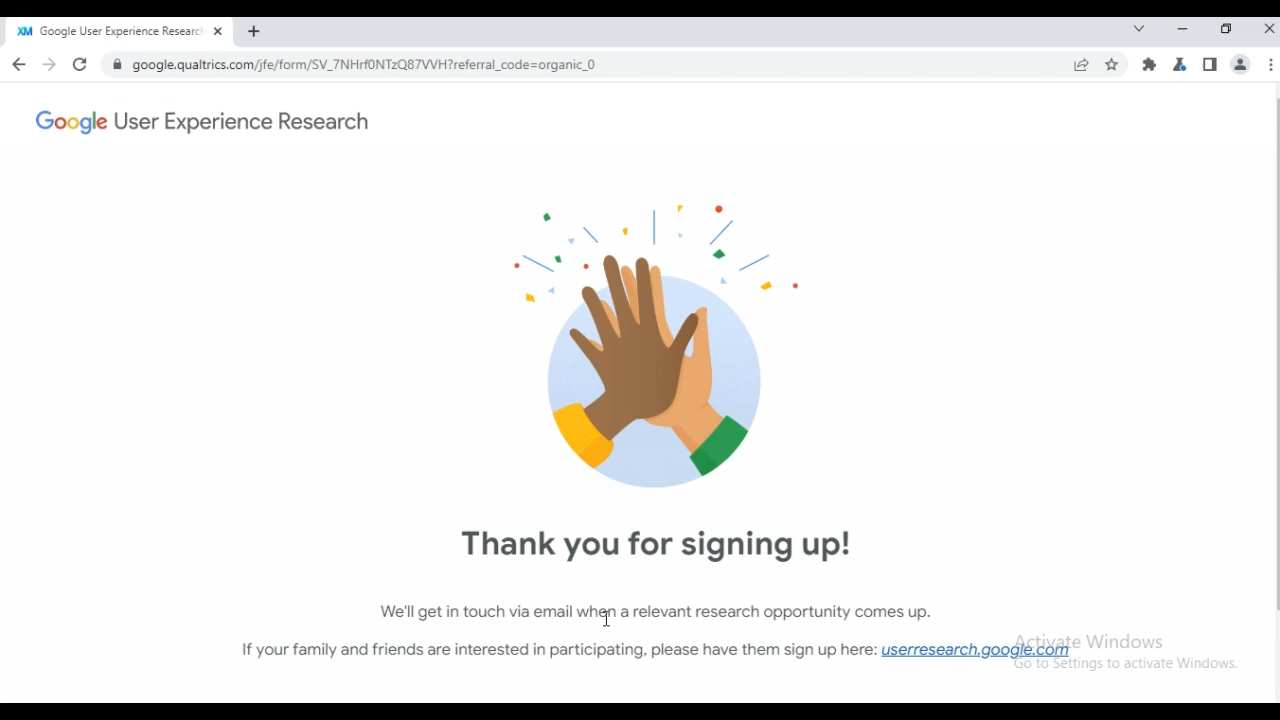 XM Google User Experience Research
google.qualtrics.com/jfe/form/SV_7NHrf0NTzQ87VVH?referral_code=organic_0
Google User Experience Research
Thank you for signing up!
We'll get in touch via email when a relevant research opportunity comes up.
If your family and friends are interested in participating, please have them sign up here: userresearch.google.com
Activate Windows
Go to Settings to activate Windows.